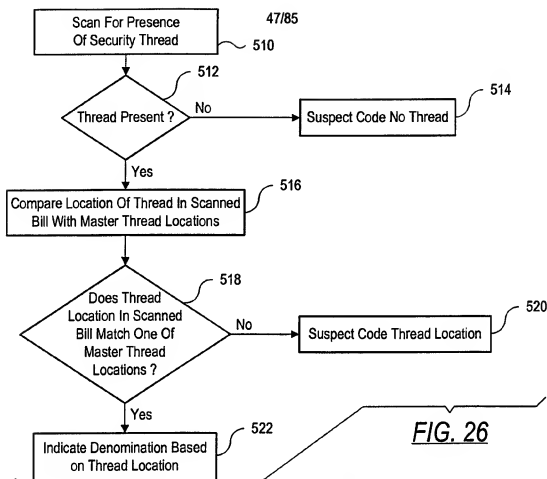 Scan For Presence
Of Security Thread
47/85
510
512
Thread Present ?
No
Suspect Code No Thread
514
Yes
516
Compare Location Of Thread In Scanned
Bill With Master Thread Locations
518
Does Thread
Location In Scanned
Bill Match One Of
Master Thread
Locations ?
No
Suspect Code Thread Location
520
Yes
522
Indicate Denomination Based
on Thread Location
FIG. 26